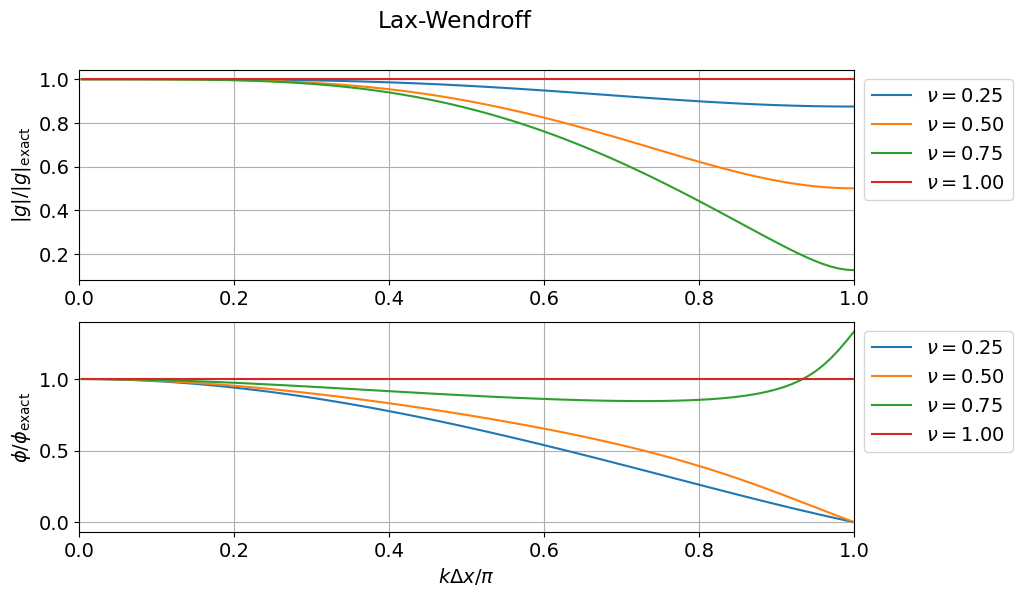 Lax-Wendroff
|g|/|g|exact
1.0
0.8
0.6
0.4
0.2
0.0 0.2 0.4 0.6 0.8 1.0
ν = 0.25
ν = 0.50
ν = 0.75
ν = 1.00
ϕ/ϕexact
1.0
0.5
0.0
0.0 0.2 0.4 0.6 0.8 1.0
kΔx/π
ν = 0.25
ν = 0.50
ν = 0.75
ν = 1.00